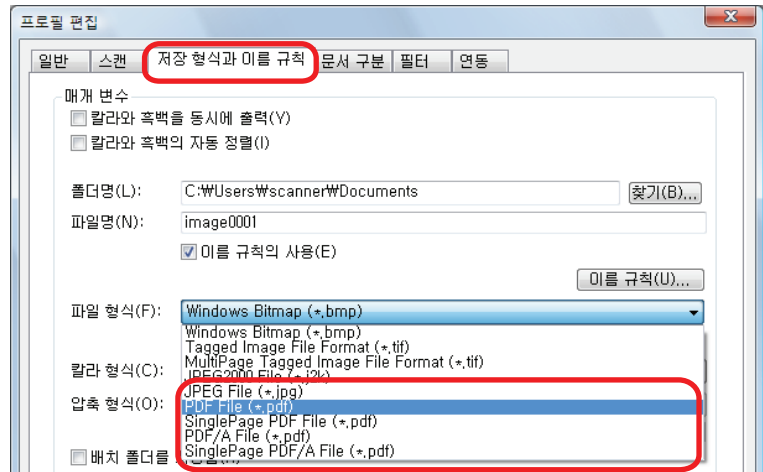 프로필 편집
일반 스캔 저장 형식과 이름 규칙 문서 구분 필터 연동
매개 변수
칼라와 흑백을 동시에 출력(Y)
칼라와 흑백의 자동 정렬(I)
폴더명(L): C:₩Users₩scanner₩Documents 찾기(B)...
파일명(N): image0001
이름 규칙의 사용(E)
이름 규칙(U)...
파일 형식(F): Windows Bitmap (*.bmp)
Windows Bitmap (*.bmp)
Tagged Image File Format (*.tif)
MultiPage Tagged Image File Format (*.tif)
칼라 형식(C): JPEG2000 File (*.j2k)
JPEG File (*.jpg)
압축 형식(O): PDF File (*.pdf)
SinglePage PDF File (*.pdf)
PDF/A File (*.pdf)
배치 폴더를 SinglePage PDF/A File (*.pdf)